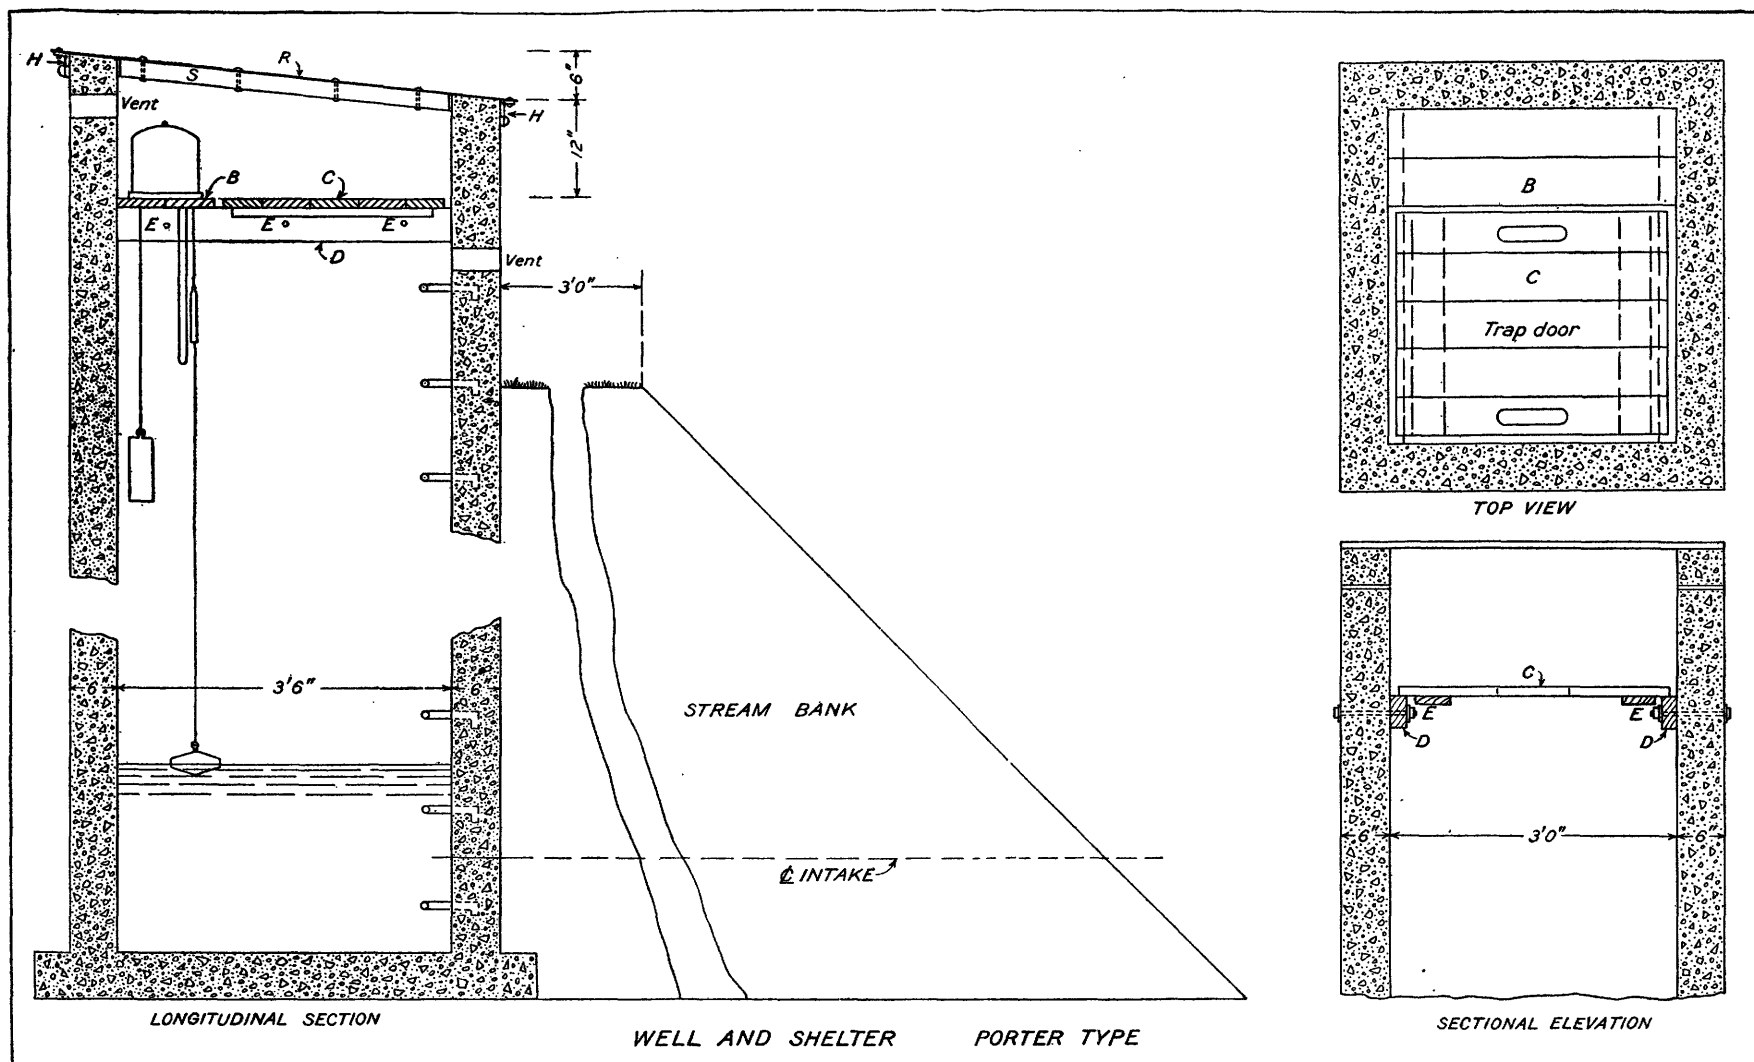 H
S
R
6"
Vent
H
12"
B
C
E
E
E
D
Vent
3'0"
6"
3'6"
6"
STREAM BANK
℄ INTAKE
LONGITUDINAL SECTION
B
C
Trap door
TOP VIEW
C
E
E
D
D
6"
3'0"
6"
SECTIONAL ELEVATION
WELL AND SHELTER PORTER TYPE